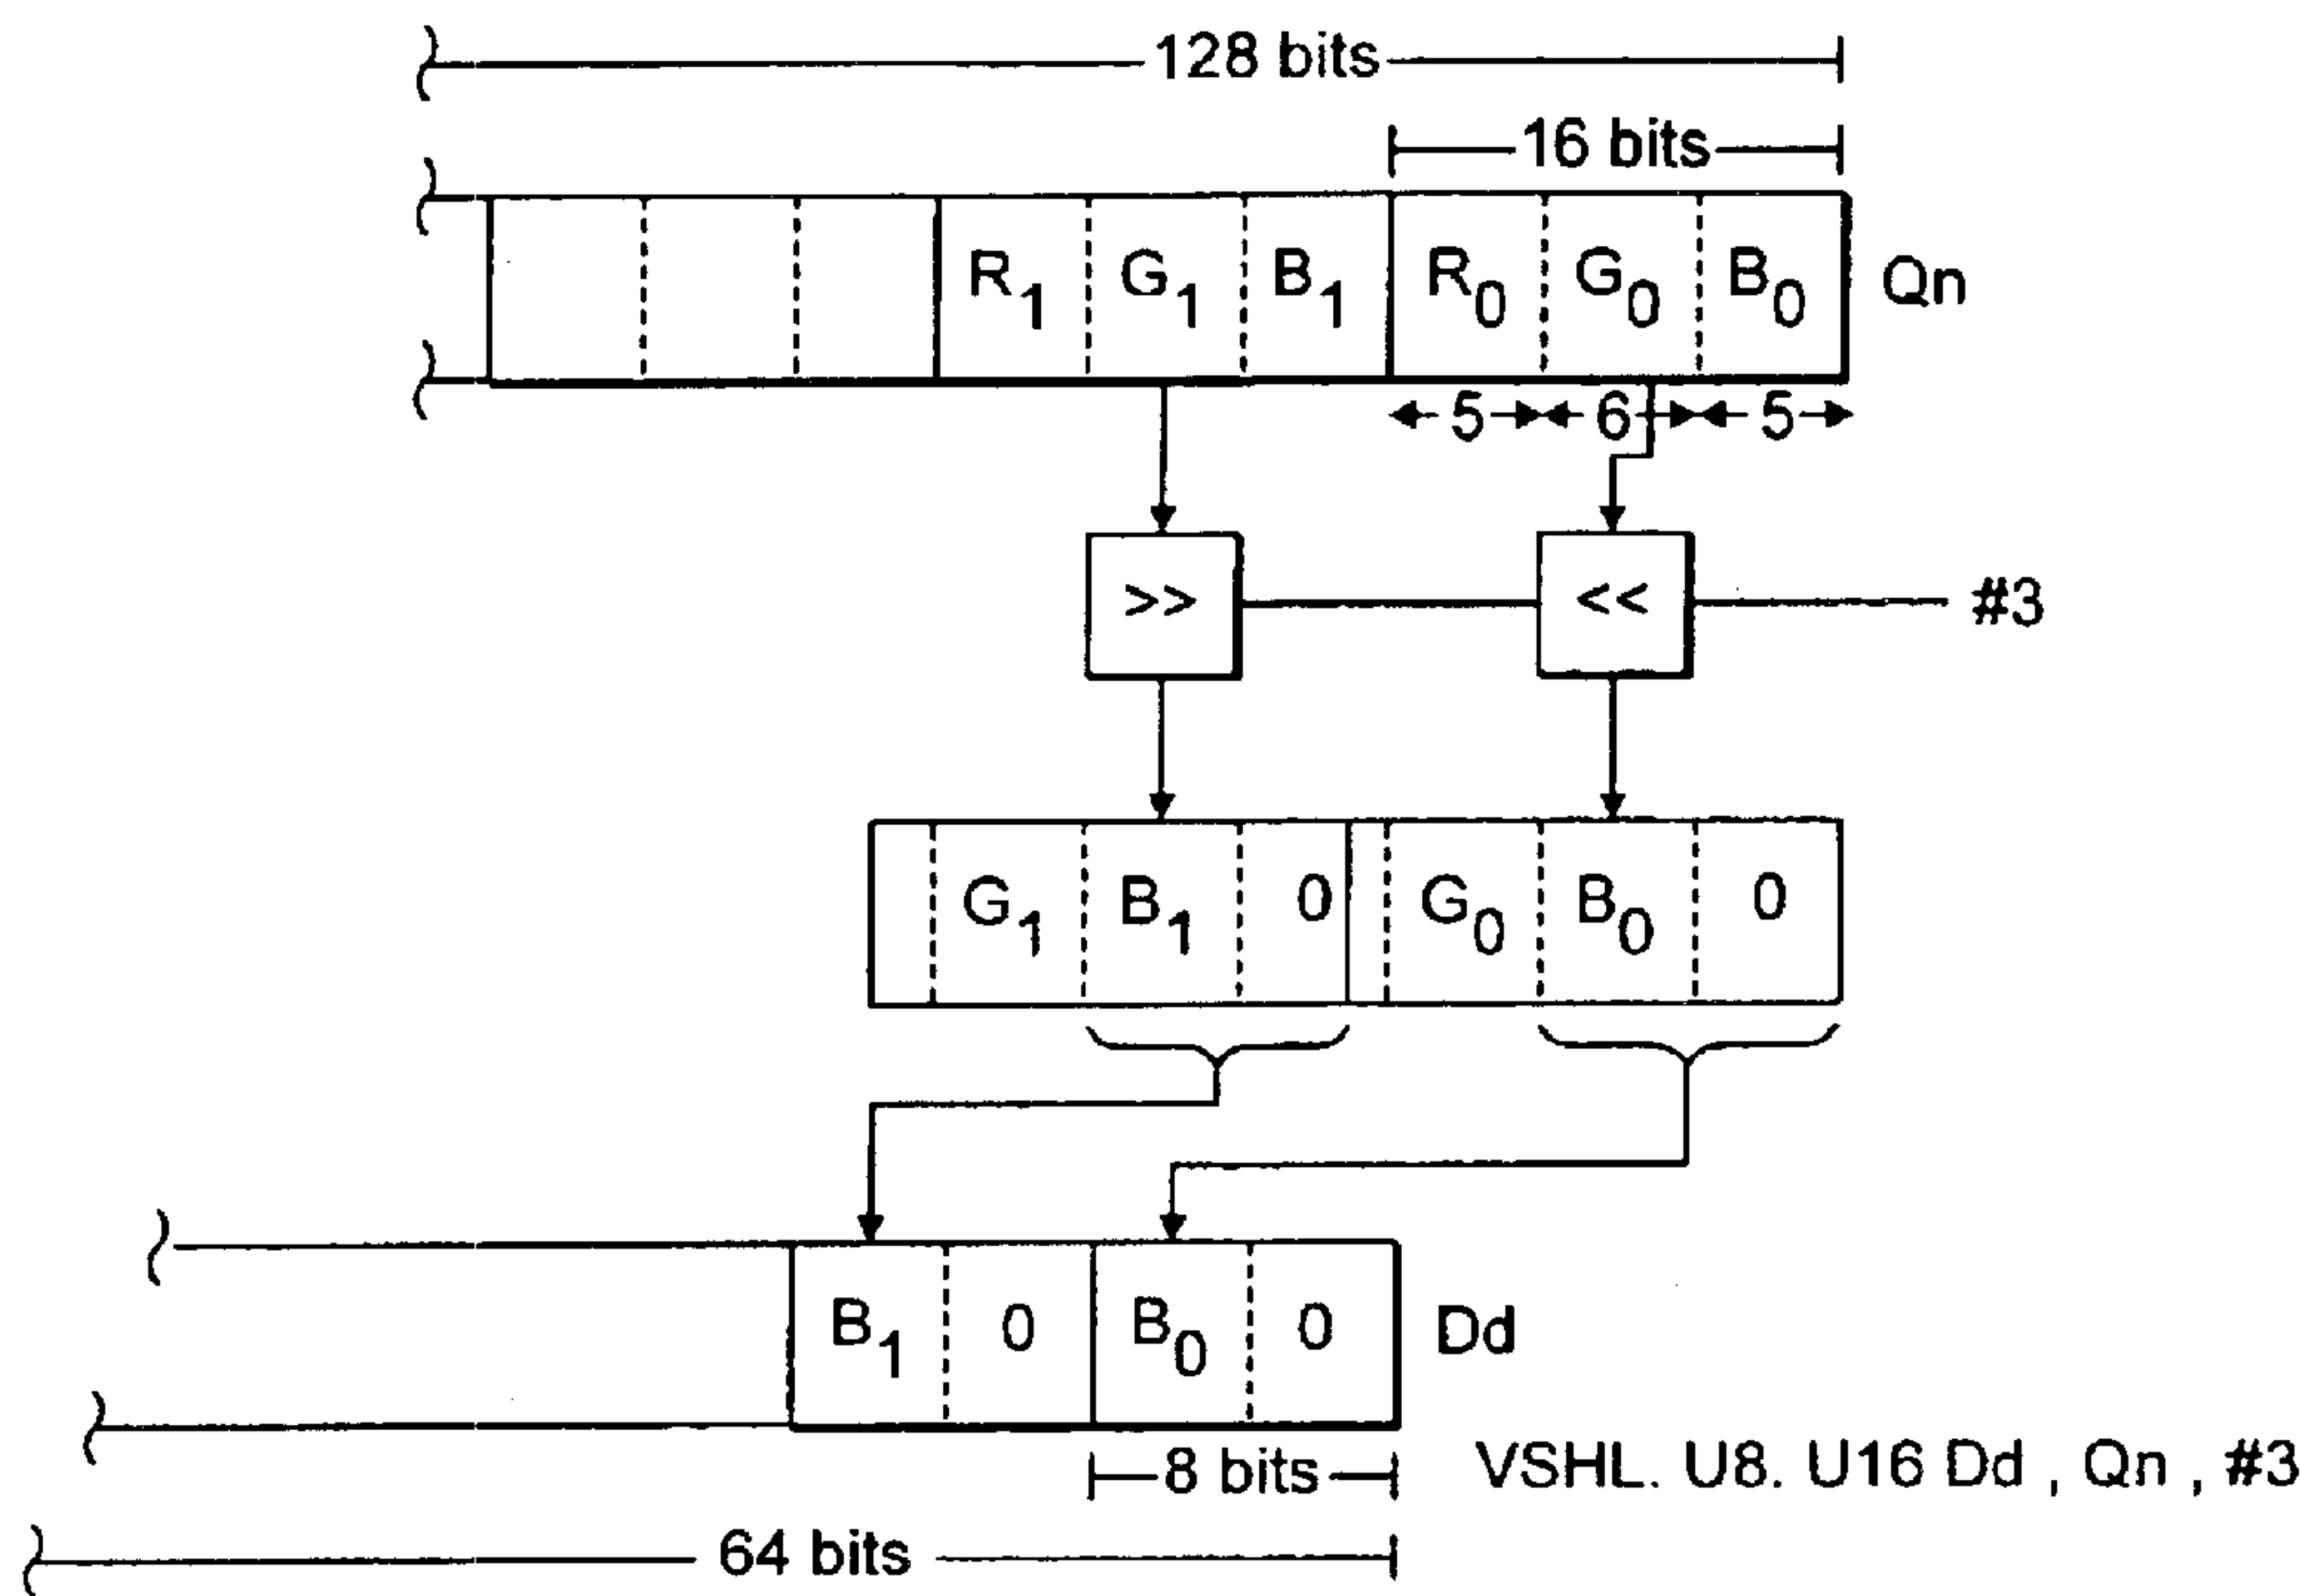 128 bits
16 bits
R1 G1 B1 R0 G0 B0 Qn
5 6 5
>> << #3
G1 B1 0 G0 B0 0
B1 0 B0 0 Dd
8 bits
VSHL. U8. U16 Dd , Qn , #3
64 bits